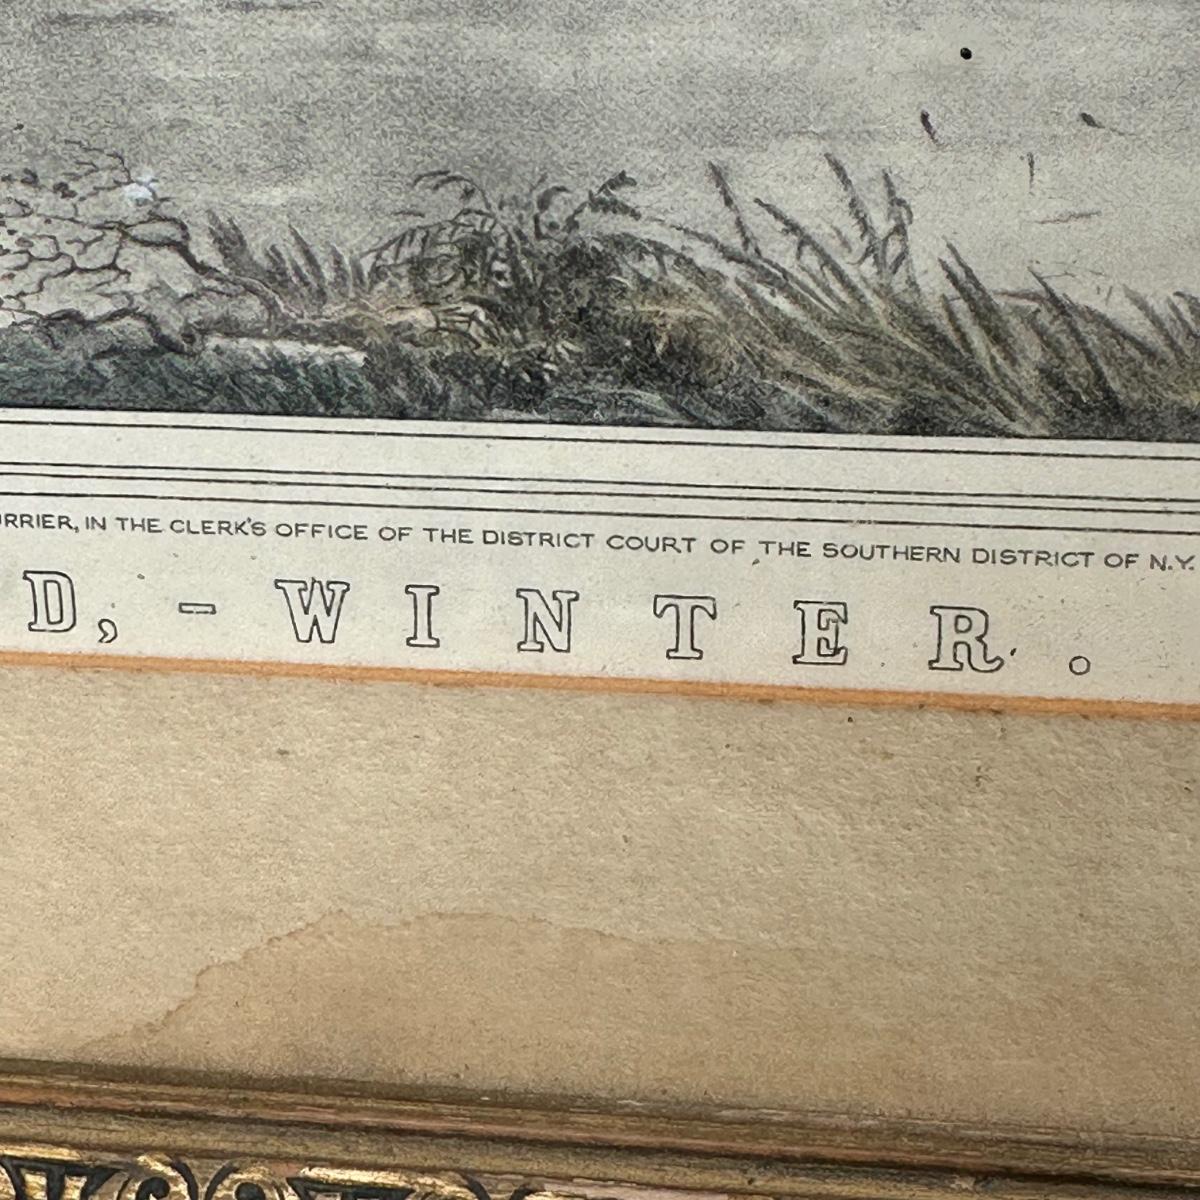 RRIER, IN THE CLERK'S OFFICE OF THE DISTRICT COURT OF THE SOUTHERN DISTRICT OF N.Y.
D, - WINTER.